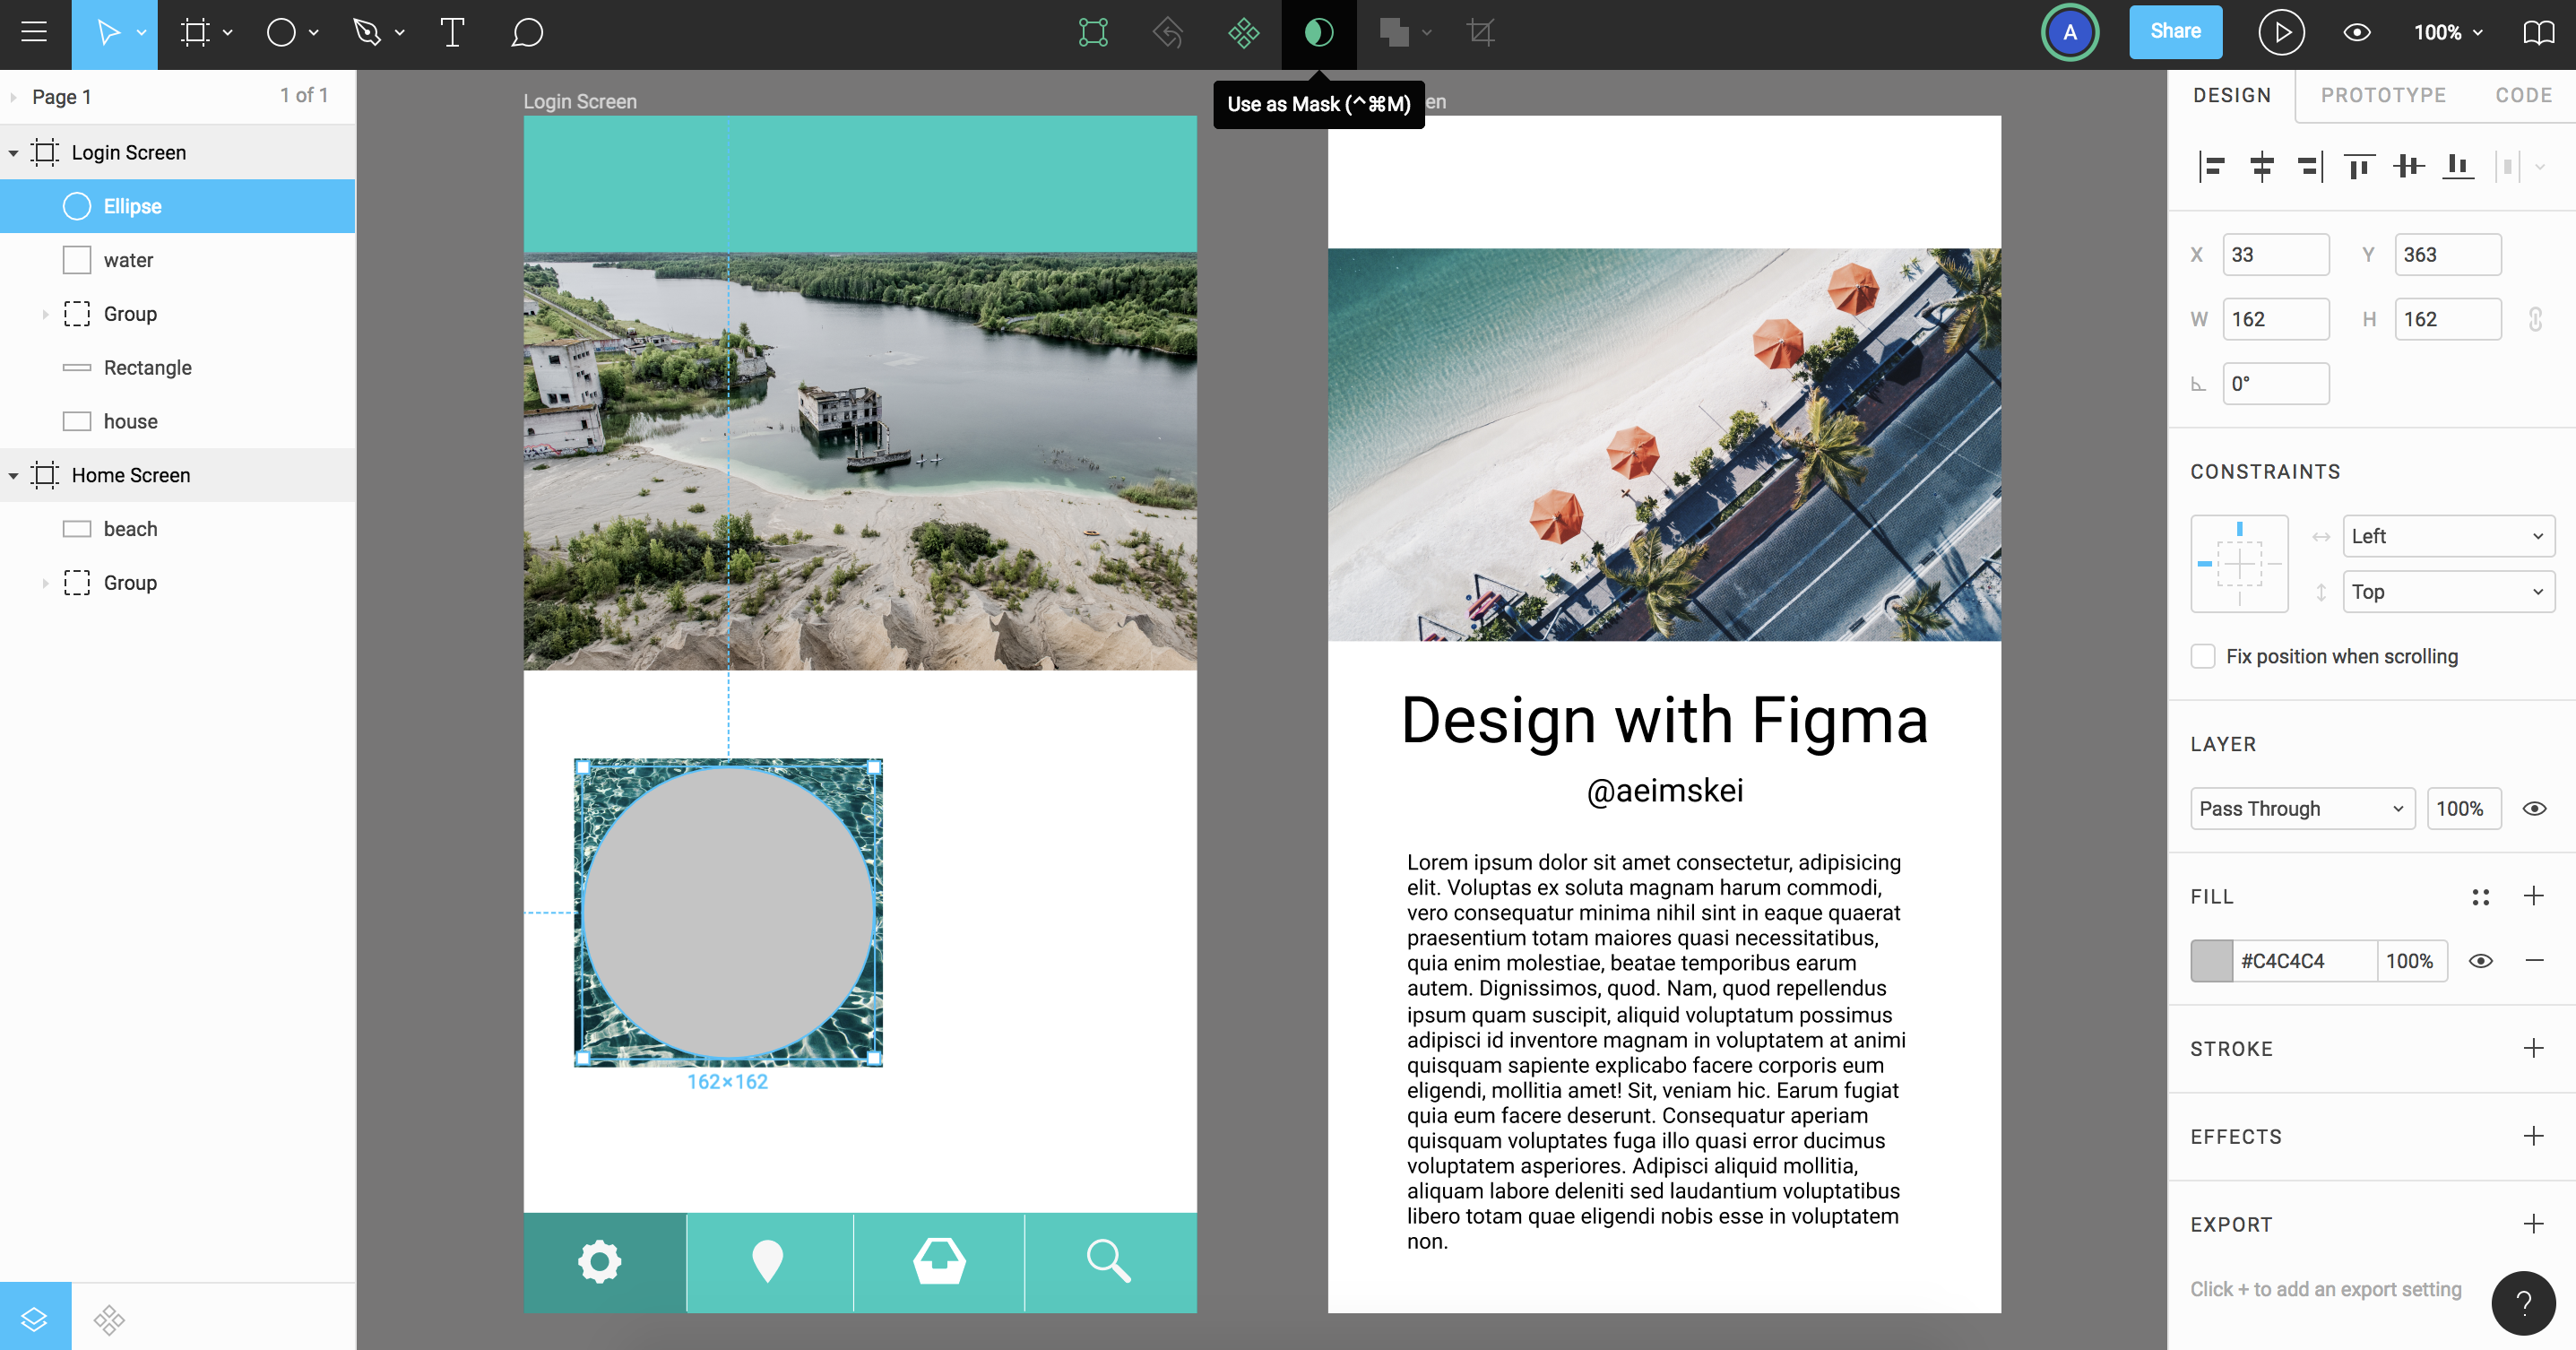 A
Share
100%
Page 1
1 of 1
Login Screen
Ellipse
water
Group
Rectangle
house
Home Screen
beach
Group
Login Screen
Use as Mask (^⌘M)
en
Design with Figma
@aeimskei
Lorem ipsum dolor sit amet consectetur, adipisicing
elit. Voluptas ex soluta magnam harum commodi,
vero consequatur minima nihil sint in eaque quaerat
praesentium totam maiores quasi necessitatibus,
quia enim molestiae, beatae temporibus earum
autem. Dignissimos, quod. Nam, quod repellendus
ipsum quam suscipit, aliquid voluptatum possimus
adipisci id inventore magnam in voluptatem at animi
quisquam sapiente explicabo facere corporis eum
eligendi, mollitia amet! Sit, veniam hic. Earum fugiat
quia eum facere deserunt. Consequatur aperiam
quisquam voluptates fuga illo quasi error ducimus
voluptatem asperiores. Adipisci aliquid mollitia,
aliquam labore deleniti sed laudantium voluptatibus
libero totam quae eligendi nobis esse in voluptatem
non.
162×162
DESIGN PROTOTYPE CODE
X 33 Y 363
W 162 H 162
0°
CONSTRAINTS
Left
Top
Fix position when scrolling
LAYER
Pass Through 100%
FILL
#C4C4C4 100%
STROKE
EFFECTS
EXPORT
Click + to add an export setting
?